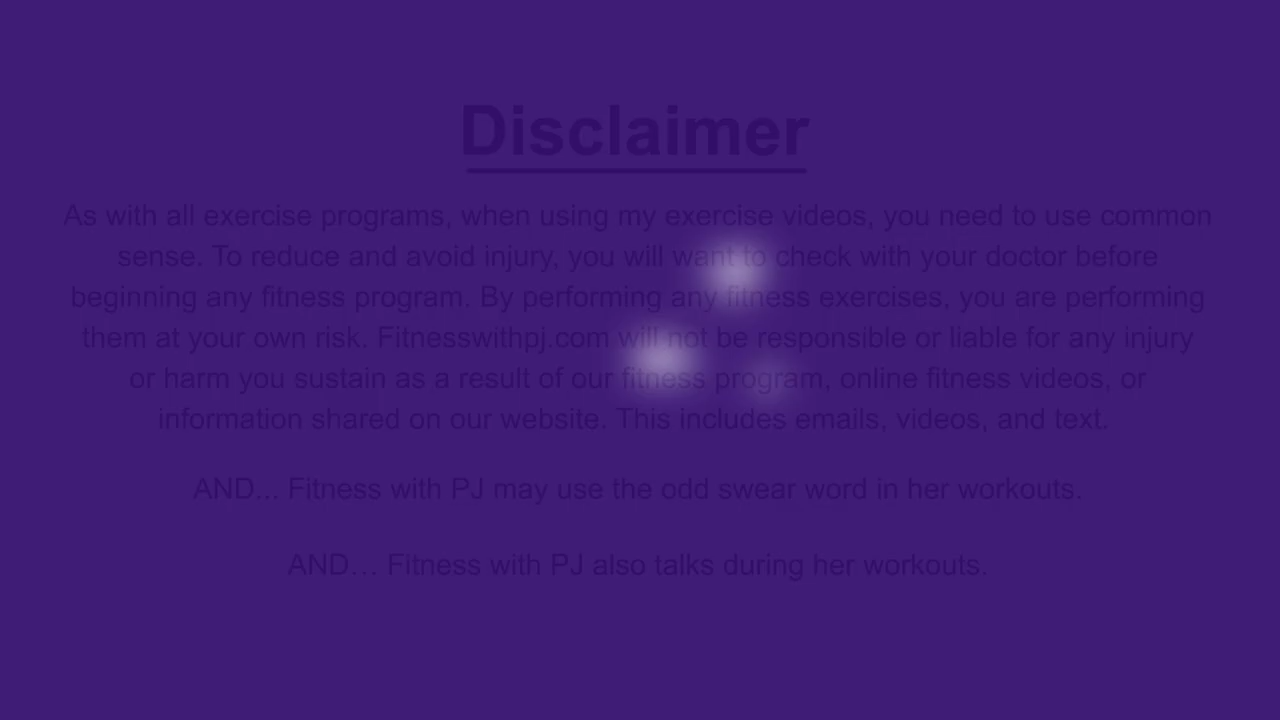 Disclaimer
As with all exercise programs, when using my exercise videos, you need to use common
sense. To reduce and avoid injury, you will want to check with your doctor before
beginning any fitness program. By performing any fitness exercises, you are performing
them at your own risk. Fitnesswithpj.com will not be responsible or liable for any injury
or harm you sustain as a result of our fitness program, online fitness videos, or
information shared on our website. This includes emails, videos, and text.
AND... Fitness with PJ may use the odd swear word in her workouts.
AND... Fitness with PJ also talks during her workouts.